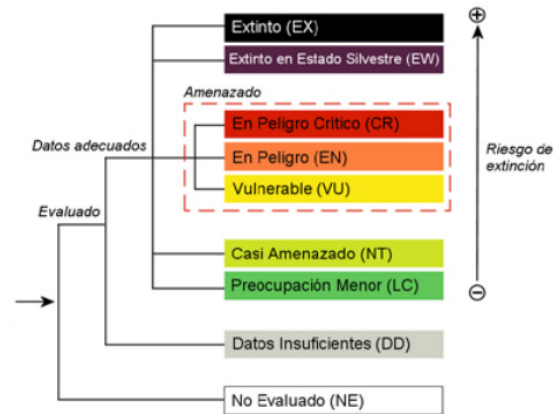 Extinto (EX)
Extinto en Estado Silvestre (EW)
Amenazado
En Peligro Crítico (CR)
Datos adecuados
En Peligro (EN)
Riesgo de
extinción
Vulnerable (VU)
Evaluado
Casi Amenazado (NT)
Preocupación Menor (LC)
Datos Insuficientes (DD)
No Evaluado (NE)